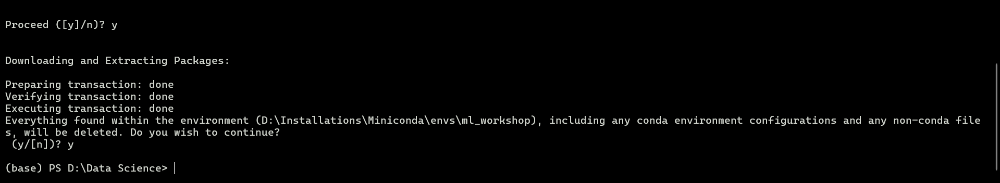 Proceed ([y]/n)? y
Downloading and Extracting Packages:
Preparing transaction: done
Verifying transaction: done
Executing transaction: done
Everything found within the environment (D:\Installations\Miniconda\envs\ml_workshop), including any conda environment configurations and any non-conda file
s, will be deleted. Do you wish to continue?
 (y/[n])? y
(base) PS D:\Data Science>